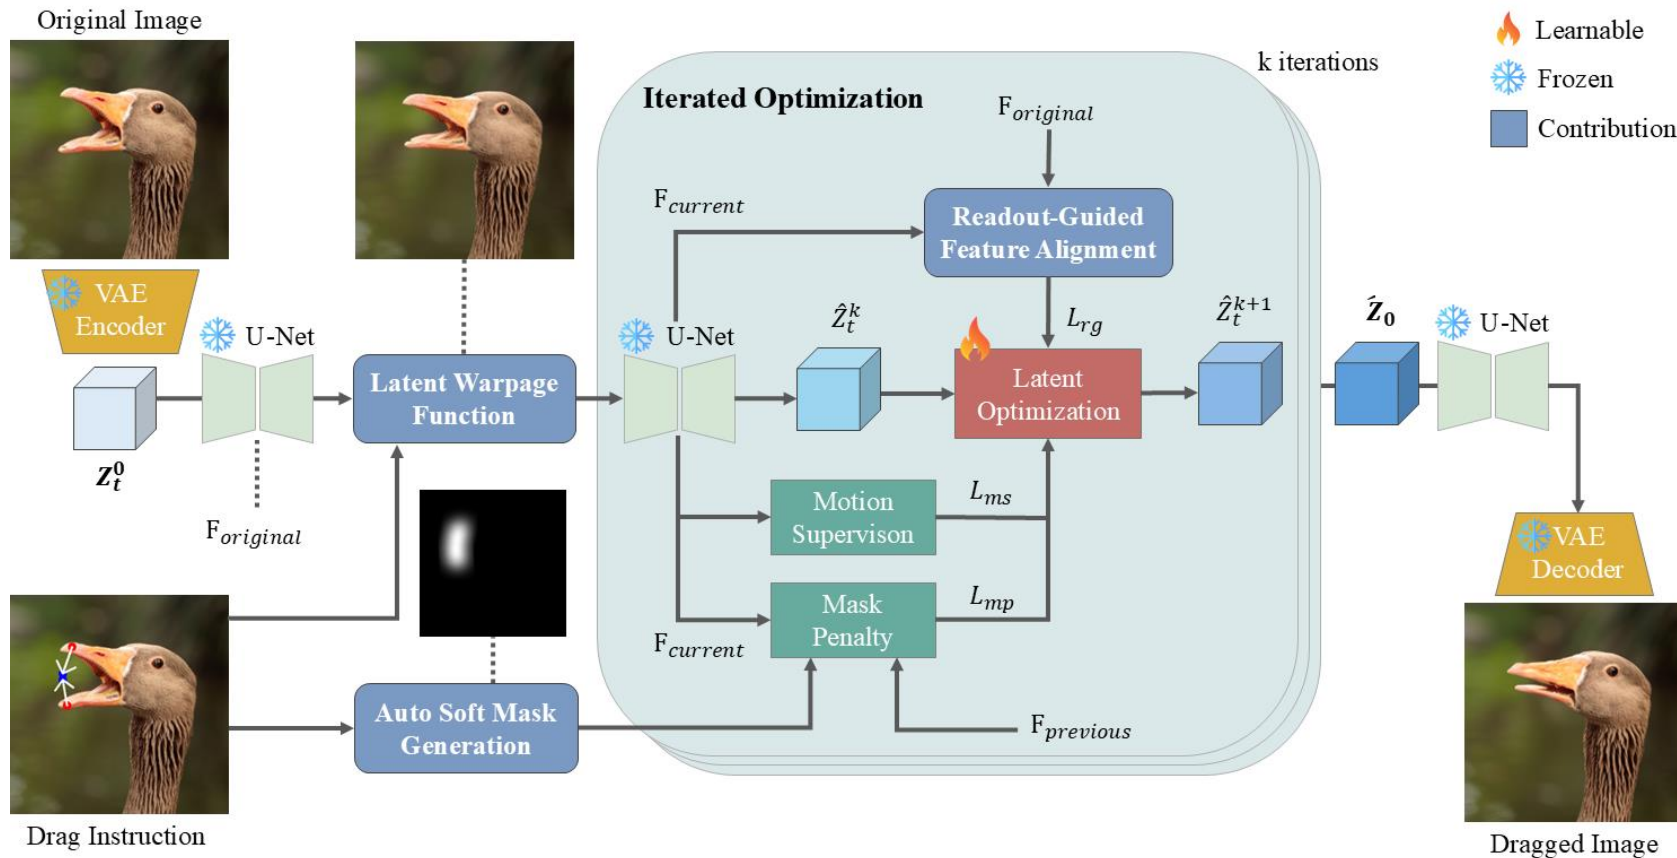 Original Image
k iterations
Learnable
Frozen
Contribution
Iterated Optimization
F_original
F_current
Readout-Guided
Feature Alignment
VAE
Encoder
U-Net
Latent Warpage
Function
U-Net
Ẑ_t^k
L_rg
Latent
Optimization
Ẑ_t^{k+1}
Ź_0
U-Net
Z_t^0
F_original
Motion
Supervison
L_ms
Mask
Penalty
L_mp
F_current
VAE
Decoder
Auto Soft Mask
Generation
F_previous
Drag Instruction
Dragged Image